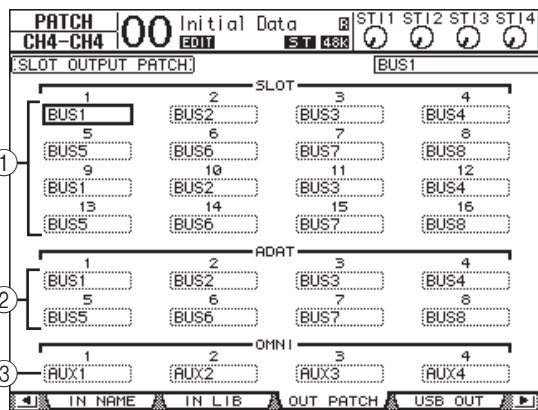 PATCH 00 Initial Data R ST11 ST12 ST13 ST14
CH4-CH4 EDIT ST 48k
SLOT OUTPUT PATCH BUS1
SLOT
1 2 3 4
BUS1 BUS2 BUS3 BUS4
5 6 7 8
BUS5 BUS6 BUS7 BUS8
9 10 11 12
BUS1 BUS2 BUS3 BUS4
13 14 15 16
BUS5 BUS6 BUS7 BUS8
1
ADAT
1 2 3 4
BUS1 BUS2 BUS3 BUS4
5 6 7 8
BUS5 BUS6 BUS7 BUS8
2
OMNI
1 2 3 4
3 AUX1 AUX2 AUX3 AUX4
IN NAME IN LIB OUT PATCH USB OUT